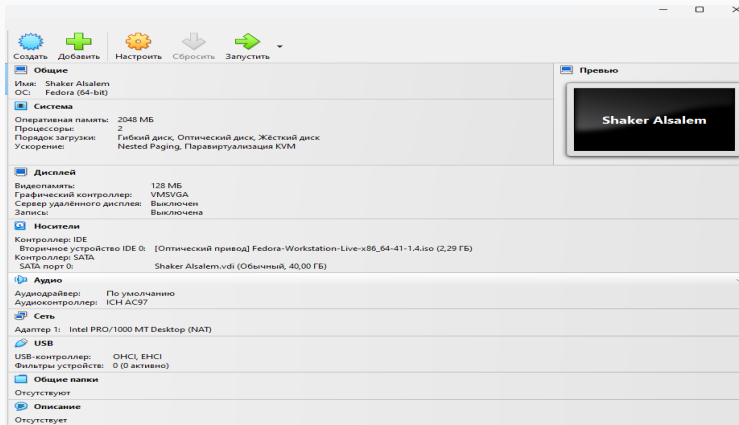 Создать Добавить Настроить Сбросить Запустить
Общие
Имя: Shaker Alsalem
ОС: Fedora (64-bit)
Превью
Shaker Alsalem
Система
Оперативная память: 2048 МБ
Процессоры: 2
Порядок загрузки: Гибкий диск, Оптический диск, Жёсткий диск
Ускорение: Nested Paging, Паравиртуализация KVM
Дисплей
Видеопамять: 128 МБ
Графический контроллер: VMSVGA
Сервер удалённого дисплея: Выключен
Запись: Выключена
Носители
Контроллер: IDE
Вторичное устройство IDE 0: [Оптический привод] Fedora-Workstation-Live-x86_64-41-1.4.iso (2,29 ГБ)
Контроллер: SATA
SATA порт 0: Shaker Alsalem.vdi (Обычный, 40,00 ГБ)
Аудио
Аудиодрайвер: По умолчанию
Аудиоконтроллер: ICH AC97
Сеть
Адаптер 1: Intel PRO/1000 MT Desktop (NAT)
USB
USB-контроллер: OHCI, EHCI
Фильтры устройств: 0 (0 активно)
Общие папки
Отсутствуют
Описание
Отсутствует